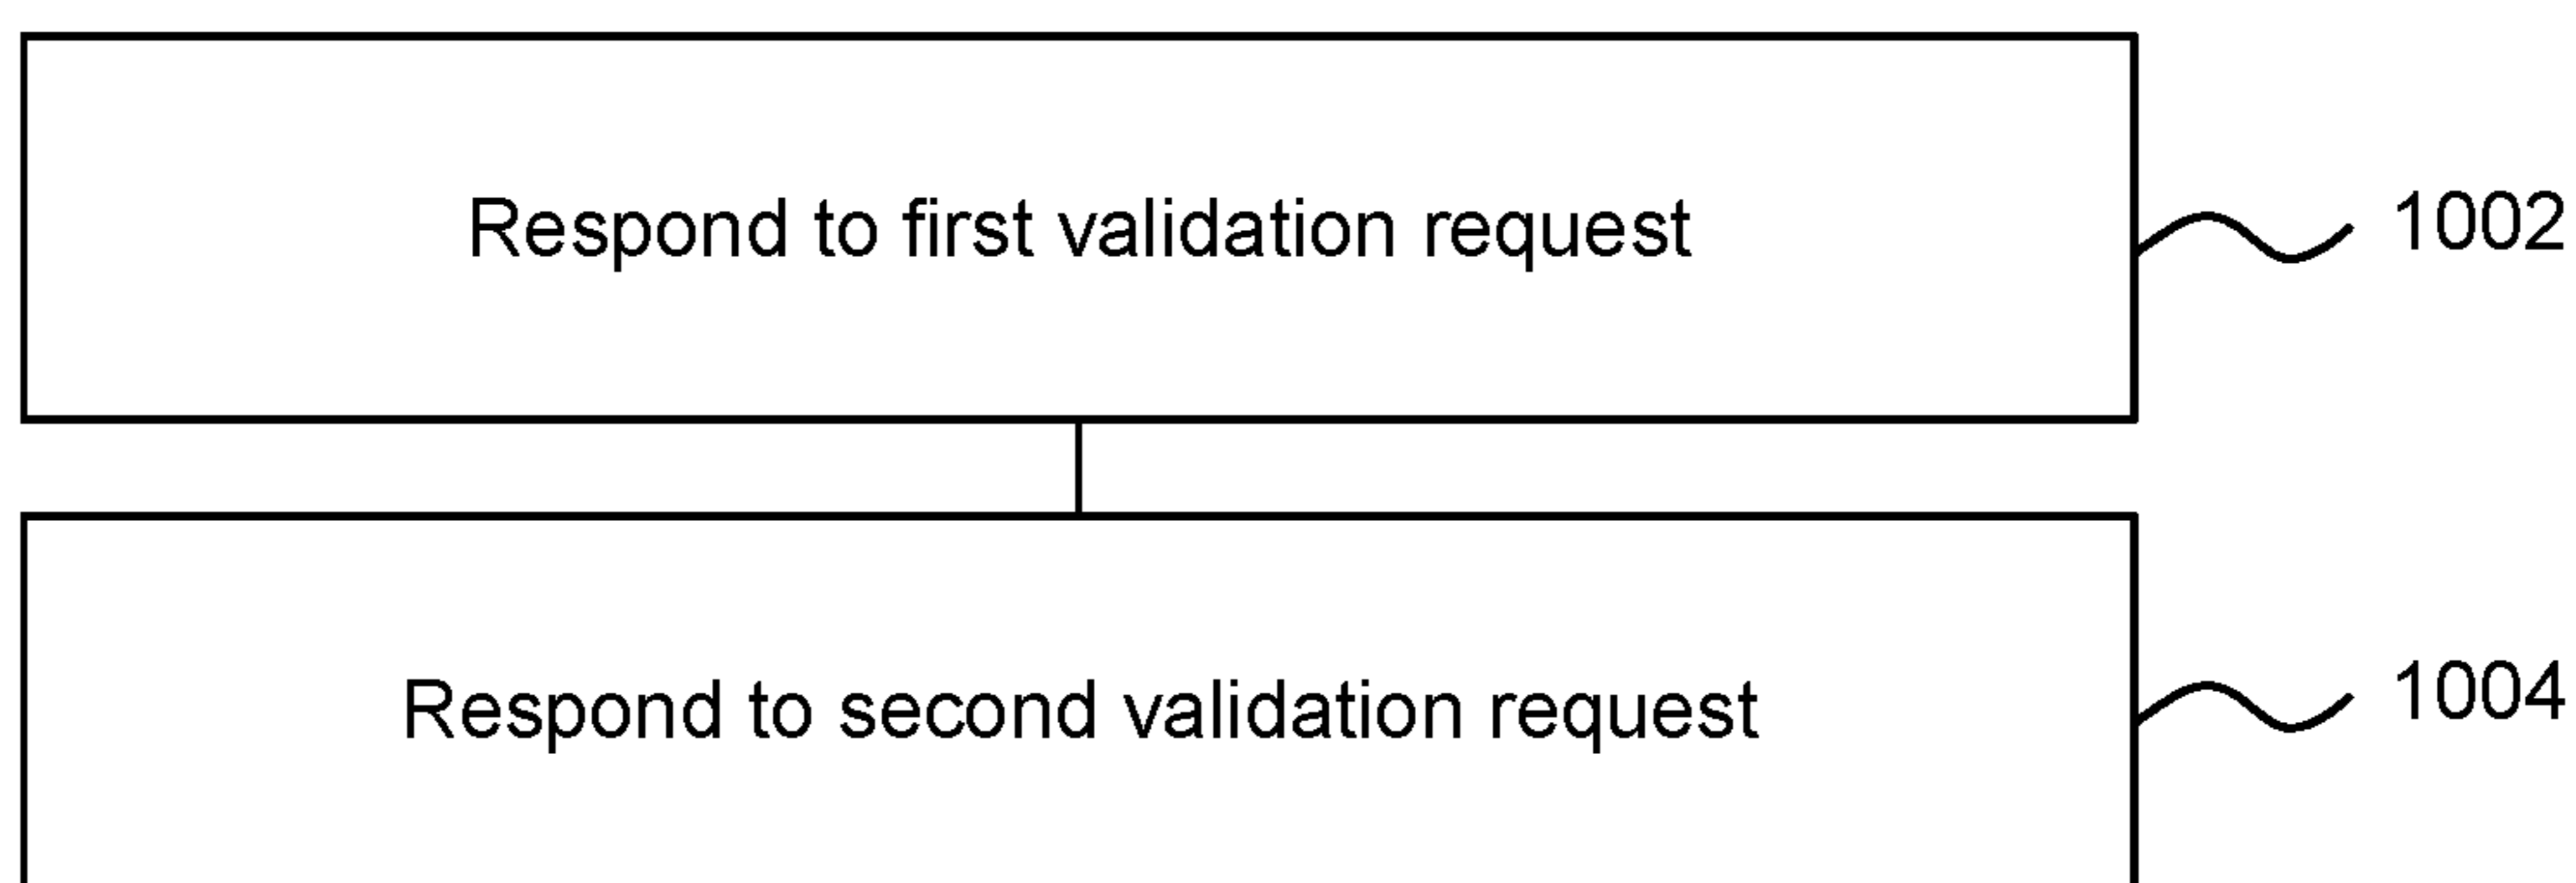 Respond to first validation request
1002
Respond to second validation request
1004